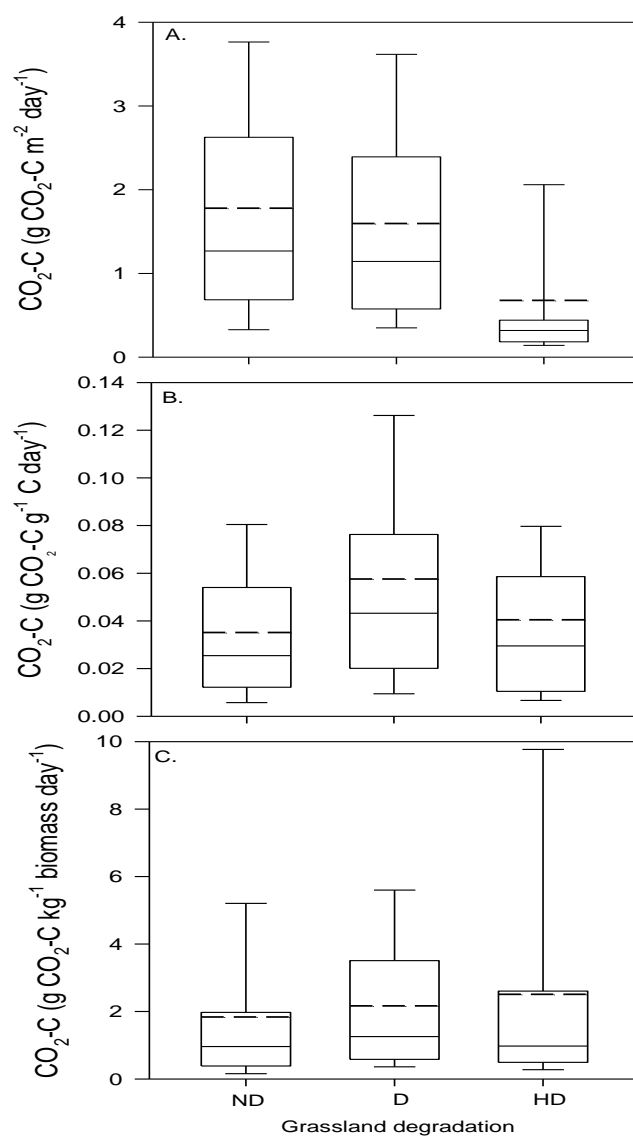 A.
CO₂-C (g CO₂-C m⁻² day⁻¹)
4
3
2
1
0
B.
CO₂-C (g CO₂-C g⁻¹ C day⁻¹)
0.14
0.12
0.10
0.08
0.06
0.04
0.02
0.00
C.
CO₂-C (g CO₂-C kg⁻¹ biomass day⁻¹)
10
8
6
4
2
0
ND D HD
Grassland degradation